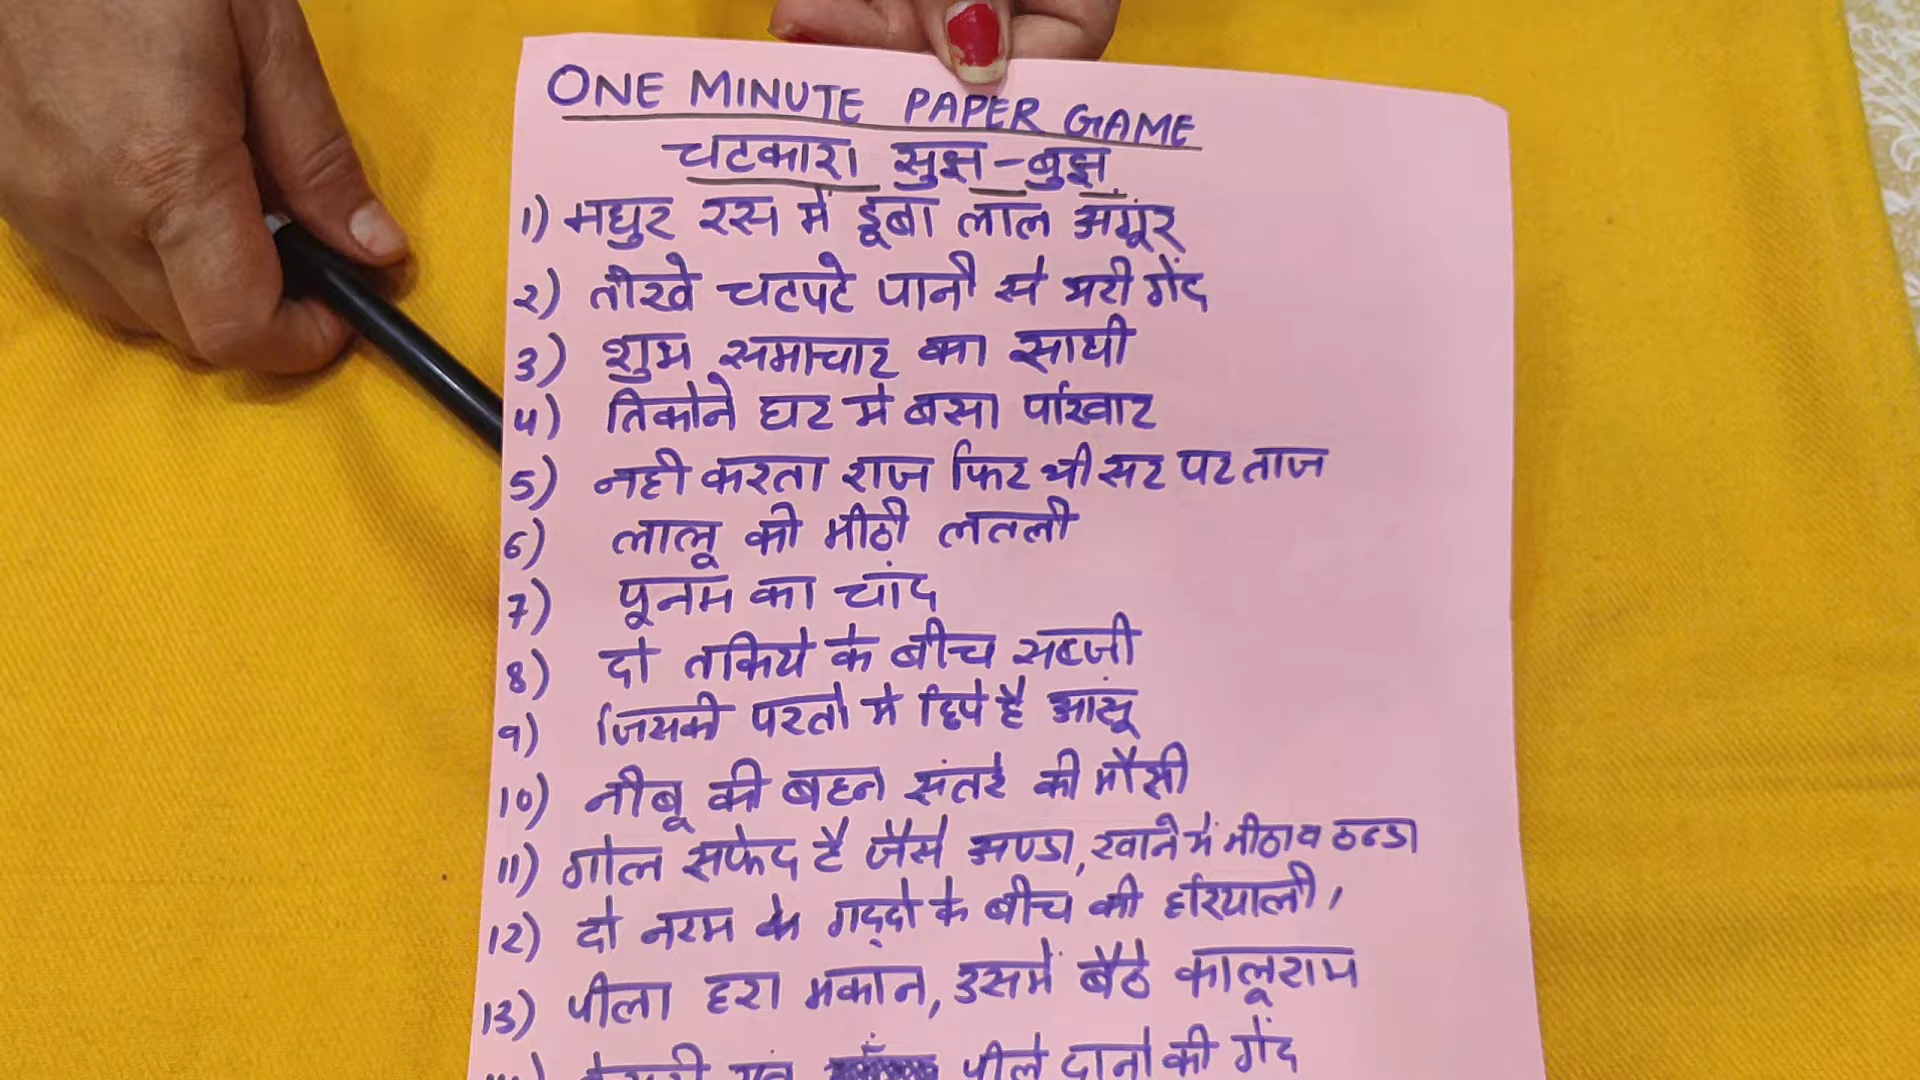 ONE MINUTE PAPER GAME
चटकारा सुझ-बुझ
1) मधुर रस में डूबा लाल अंगूर
2) तीखे चटपटे पानी से भरी गेंद
3) शुभ समाचार का साथी
4) तिकोने घर मे बसा परिवार
5) नही करता राज फिर भी सर पर ताज
6) लालू की मीठी लतली
7) पूनम का चांद
8) दो तकिये के बीच सब्जी
9) जिसकी परतो मे छिपे है आंसू
10) नीबू की बहन संतरे की मौसी
11) गोल सफेद है जैसे अण्डा, खाने में मीठा व ठन्डा
12) दो नरम के गद्दो के बीच की हरियाली,
13) पीला हरा मकान, उसमें बैठे कालूराम
पीले दानो की गेंद